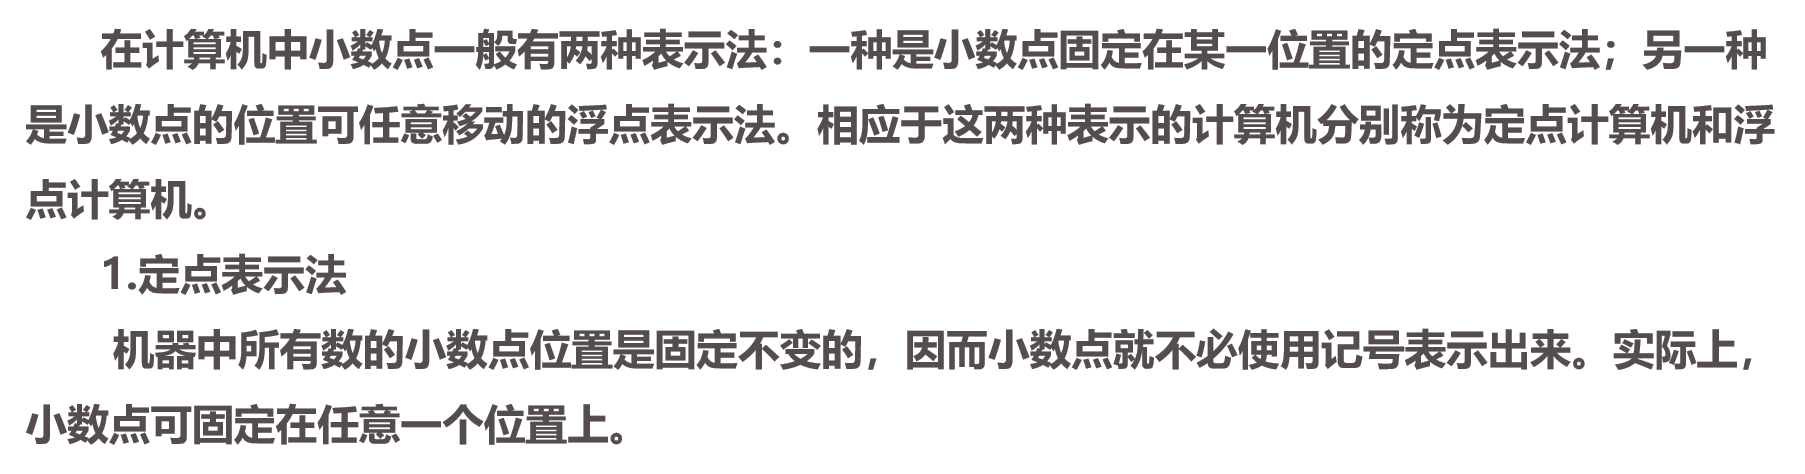 在计算机中小数点一般有两种表示法：一种是小数点固定在某一位置的定点表示法；另一种
是小数点的位置可任意移动的浮点表示法。相应于这两种表示的计算机分别称为定点计算机和浮
点计算机。
1.定点表示法
机器中所有数的小数点位置是固定不变的，因而小数点就不必使用记号表示出来。实际上，
小数点可固定在任意一个位置上。